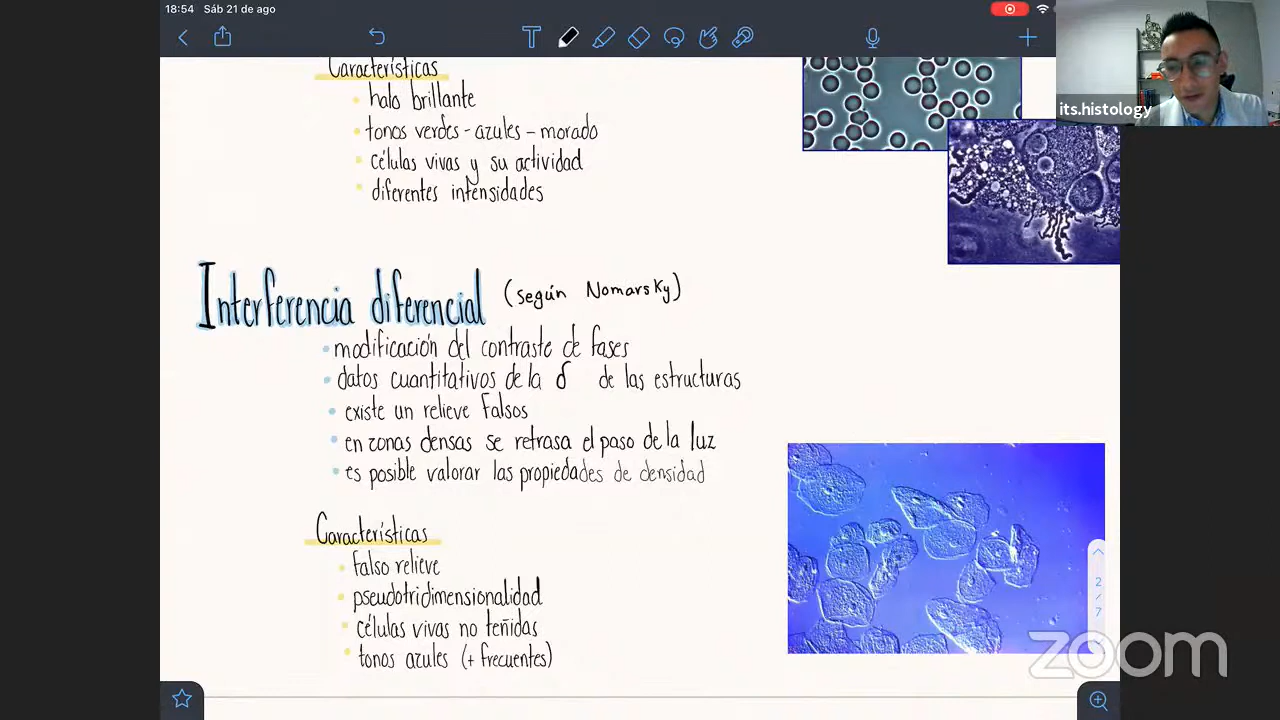 18:54 Sáb 21 de ago
its.histology
Características
halo brillante
tonos verdes - azules - morado
células vivas y su actividad
diferentes intensidades
Interferencia diferencial (según Nomarsky)
modificación del contraste de fases
datos cuantitativos de la δ de las estructuras
existe un relieve falsos
en zonas densas se retrasa el paso de la luz
es posible valorar las propiedades de densidad
Características
falso relieve
pseudotridimensionalidad
células vivas no teñidas
tonos azules (+ frecuentes)
2
/
7
zoom